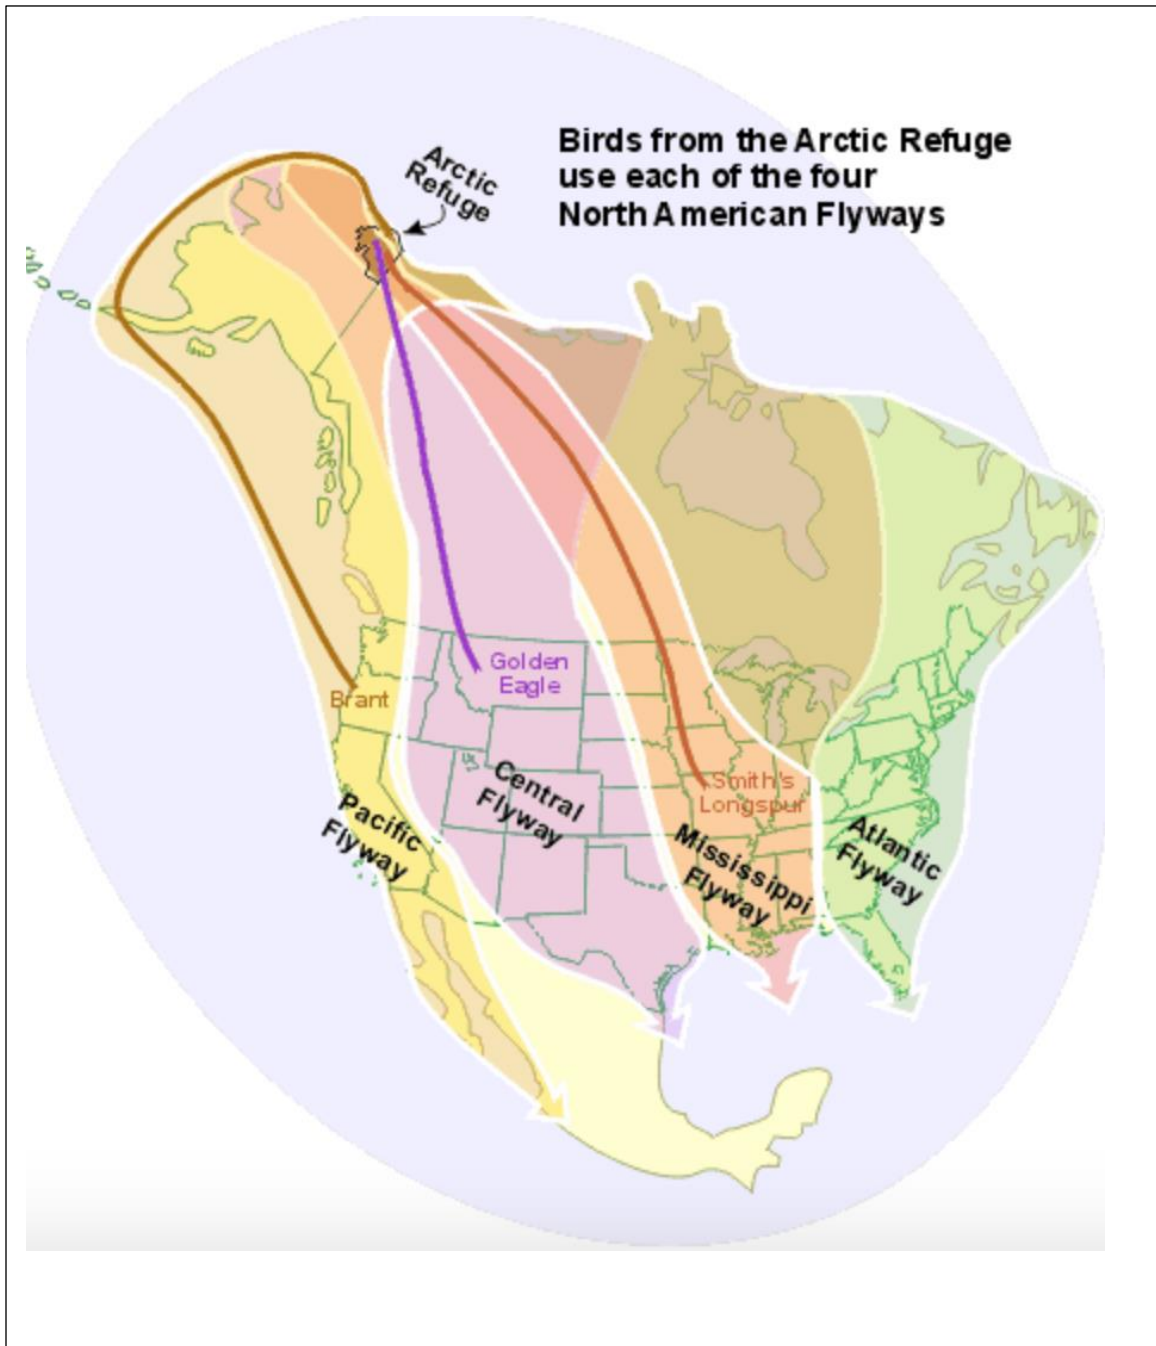 Birds from the Arctic Refuge
use each of the four
North American Flyways
Arctic
Refuge
Golden
Eagle
Brant
Smith's
Longspur
Central
Flyway
Pacific
Flyway
Mississippi
Flyway
Atlantic
Flyway